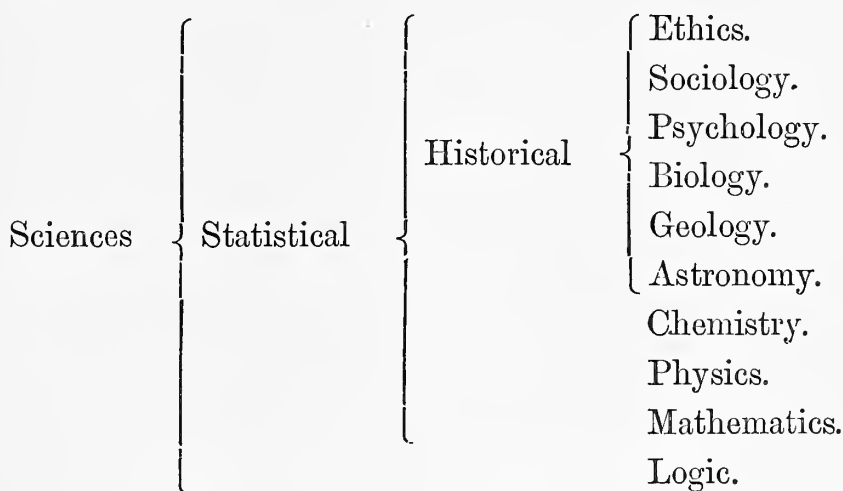 Ethics.
Sociology.
Psychology.
Historical
Biology.
Sciences
Statistical
Geology.
Astronomy.
Chemistry.
Physics.
Mathematics.
Logic.